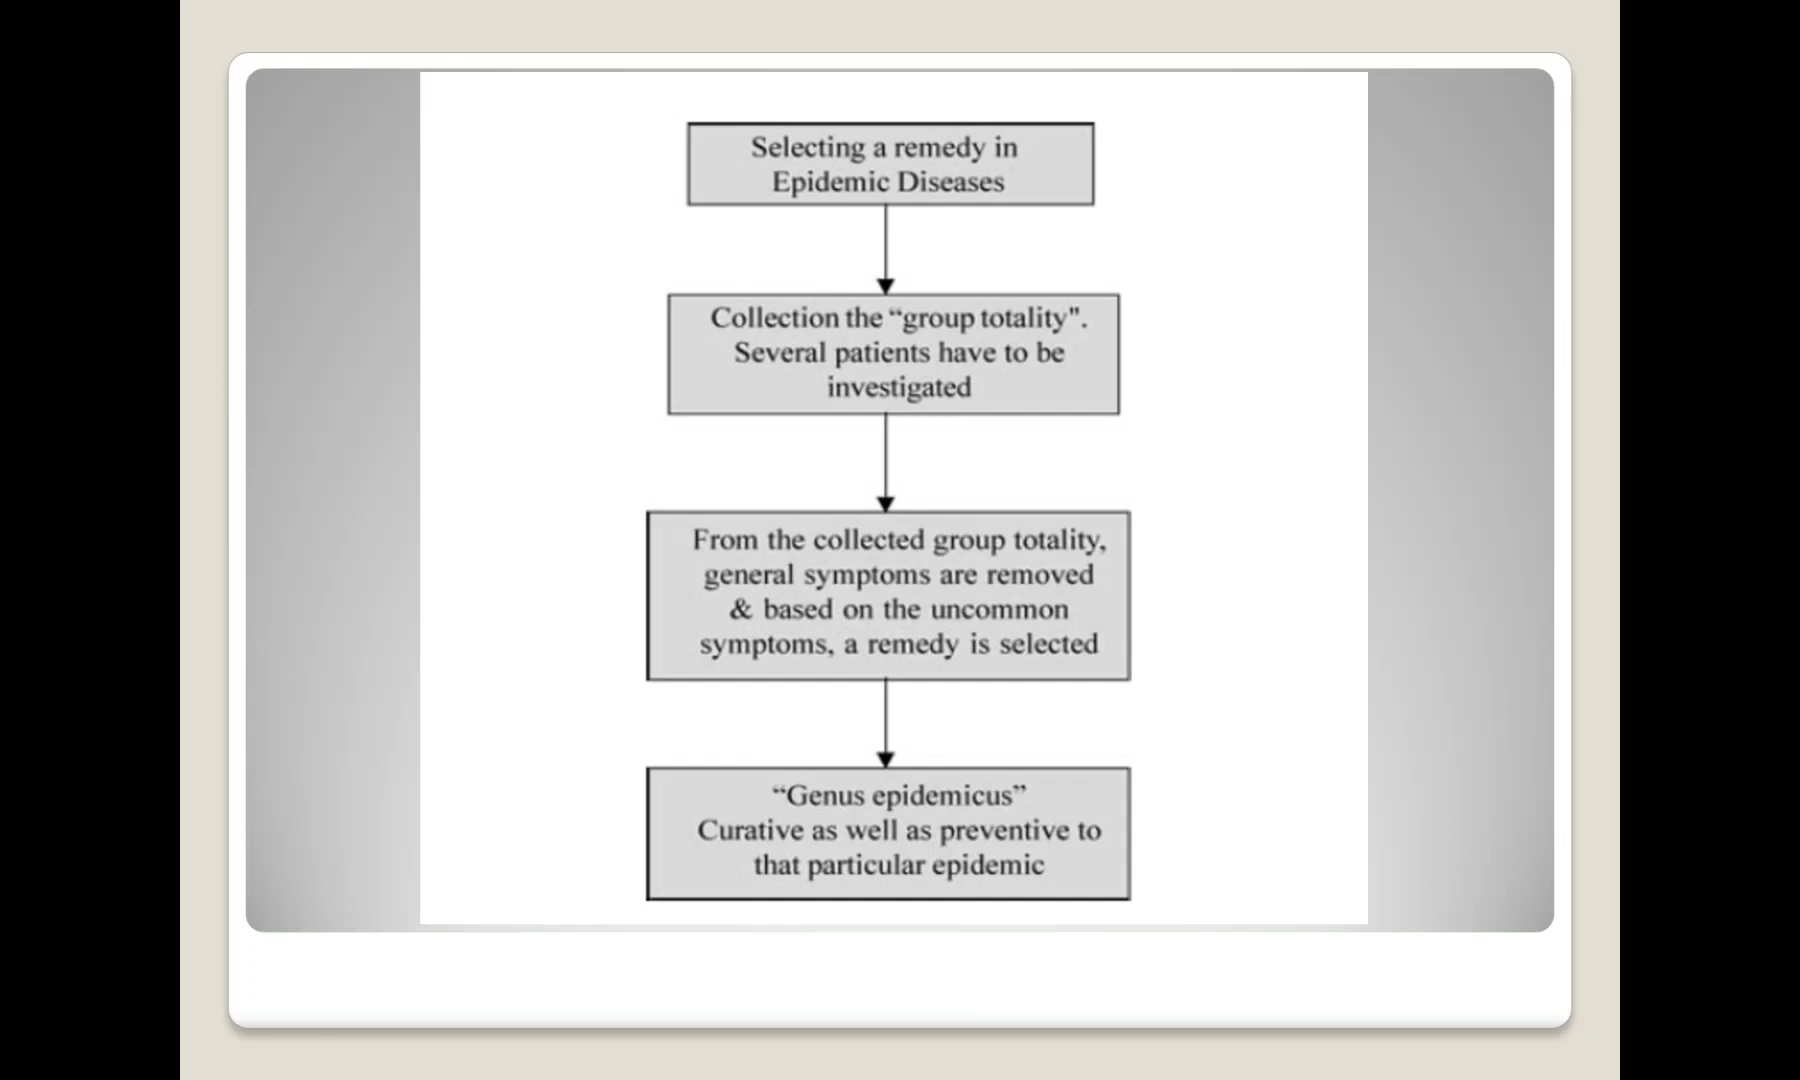 Selecting a remedy in
Epidemic Diseases
Collection the “group totality".
Several patients have to be
investigated
From the collected group totality,
general symptoms are removed
& based on the uncommon
symptoms, a remedy is selected
“Genus epidemicus”
Curative as well as preventive to
that particular epidemic